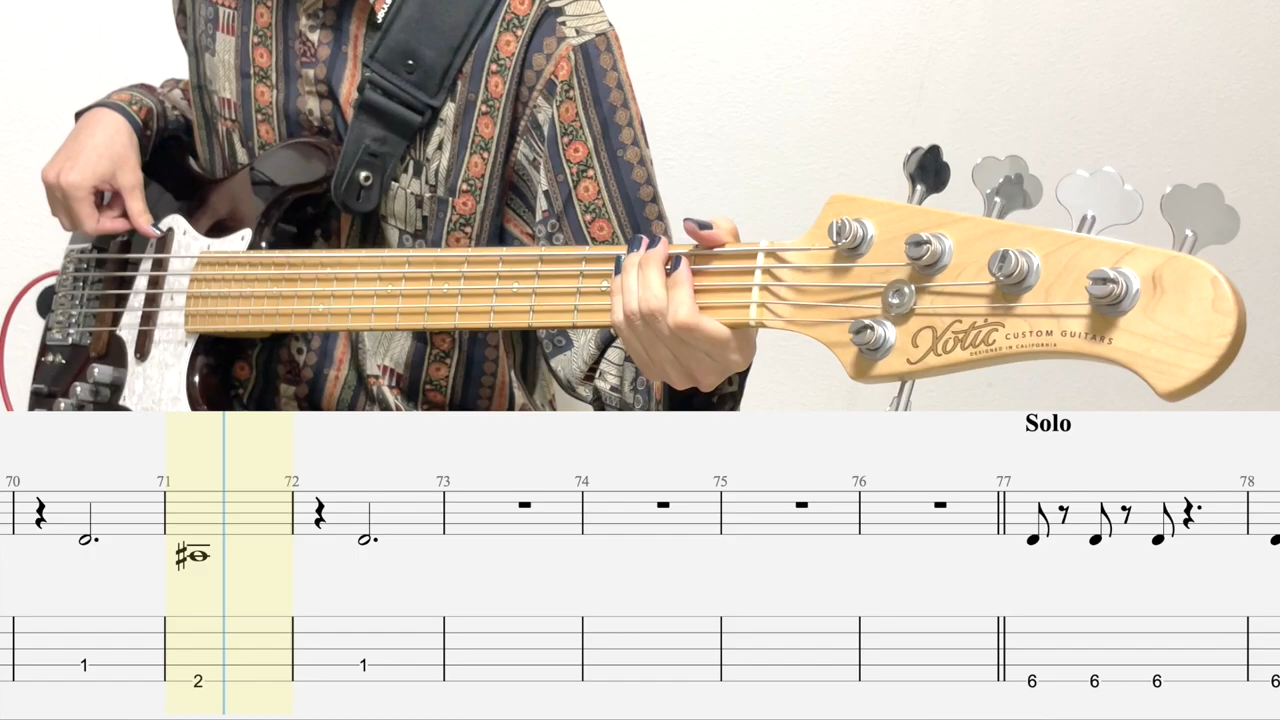 Xotic CUSTOM GUITARS
DESIGNED IN CALIFORNIA
Solo
70 71 72 73 74 75 76 77 78
1 1
2 6 6 6 6